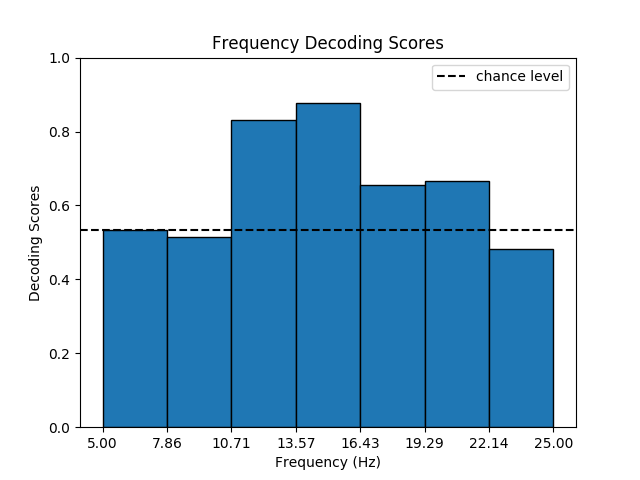 Frequency Decoding Scores
chance level
1.0
0.8
0.6
0.4
0.2
0.0
Decoding Scores
5.00 7.86 10.71 13.57 16.43 19.29 22.14 25.00
Frequency (Hz)